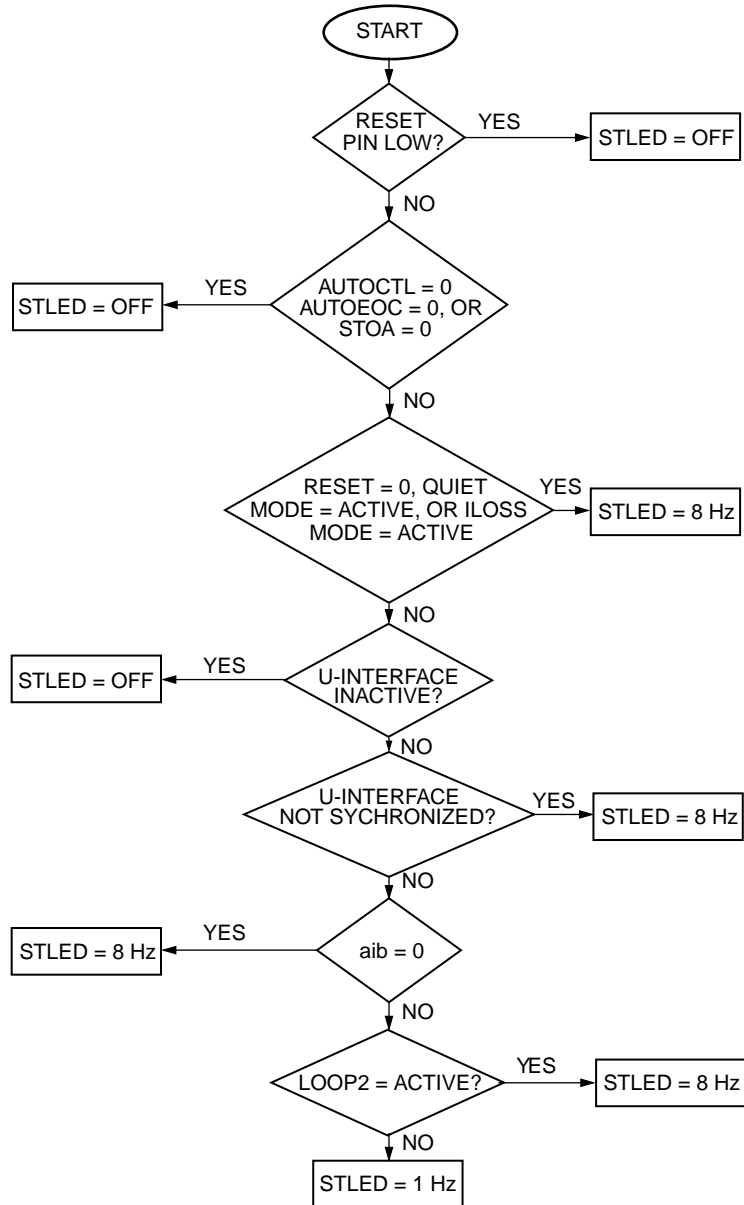 START
RESET
PIN LOW?
YES
STLED = OFF
NO
YES
STLED = OFF
AUTOCTL = 0
AUTOEOC = 0, OR
STOA = 0
NO
RESET = 0, QUIET
MODE = ACTIVE, OR ILOSS
MODE = ACTIVE
YES
STLED = 8 Hz
NO
YES
STLED = OFF
U-INTERFACE
INACTIVE?
NO
U-INTERFACE
NOT SYCHRONIZED?
YES
STLED = 8 Hz
NO
YES
STLED = 8 Hz
aib = 0
NO
LOOP2 = ACTIVE?
YES
STLED = 8 Hz
NO
STLED = 1 Hz